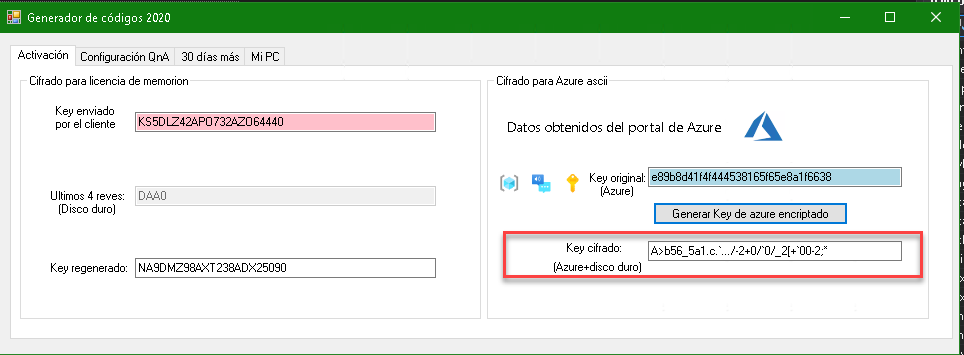 Generador de códigos 2020
Activación
Configuración QnA
30 días más
Mi PC
Cifrado para licencia de memorion
Key enviado
por el cliente
KS5DLZ42APO732AZO64440
Ultimos 4 reves:
(Disco duro)
DAA0
Key regenerado:
NA9DMZ98AXT238ADX25090
Cifrado para Azure ascii
Datos obtenidos del portal de Azure
Key original:
(Azure)
e89b8d41f4f444538165f65e8a1f6638
Generar Key de azure encriptado
Key cifrado:
(Azure+disco duro)
A>b56_5a1.c.`.../-2+0/`0/_2[+`00-2;*